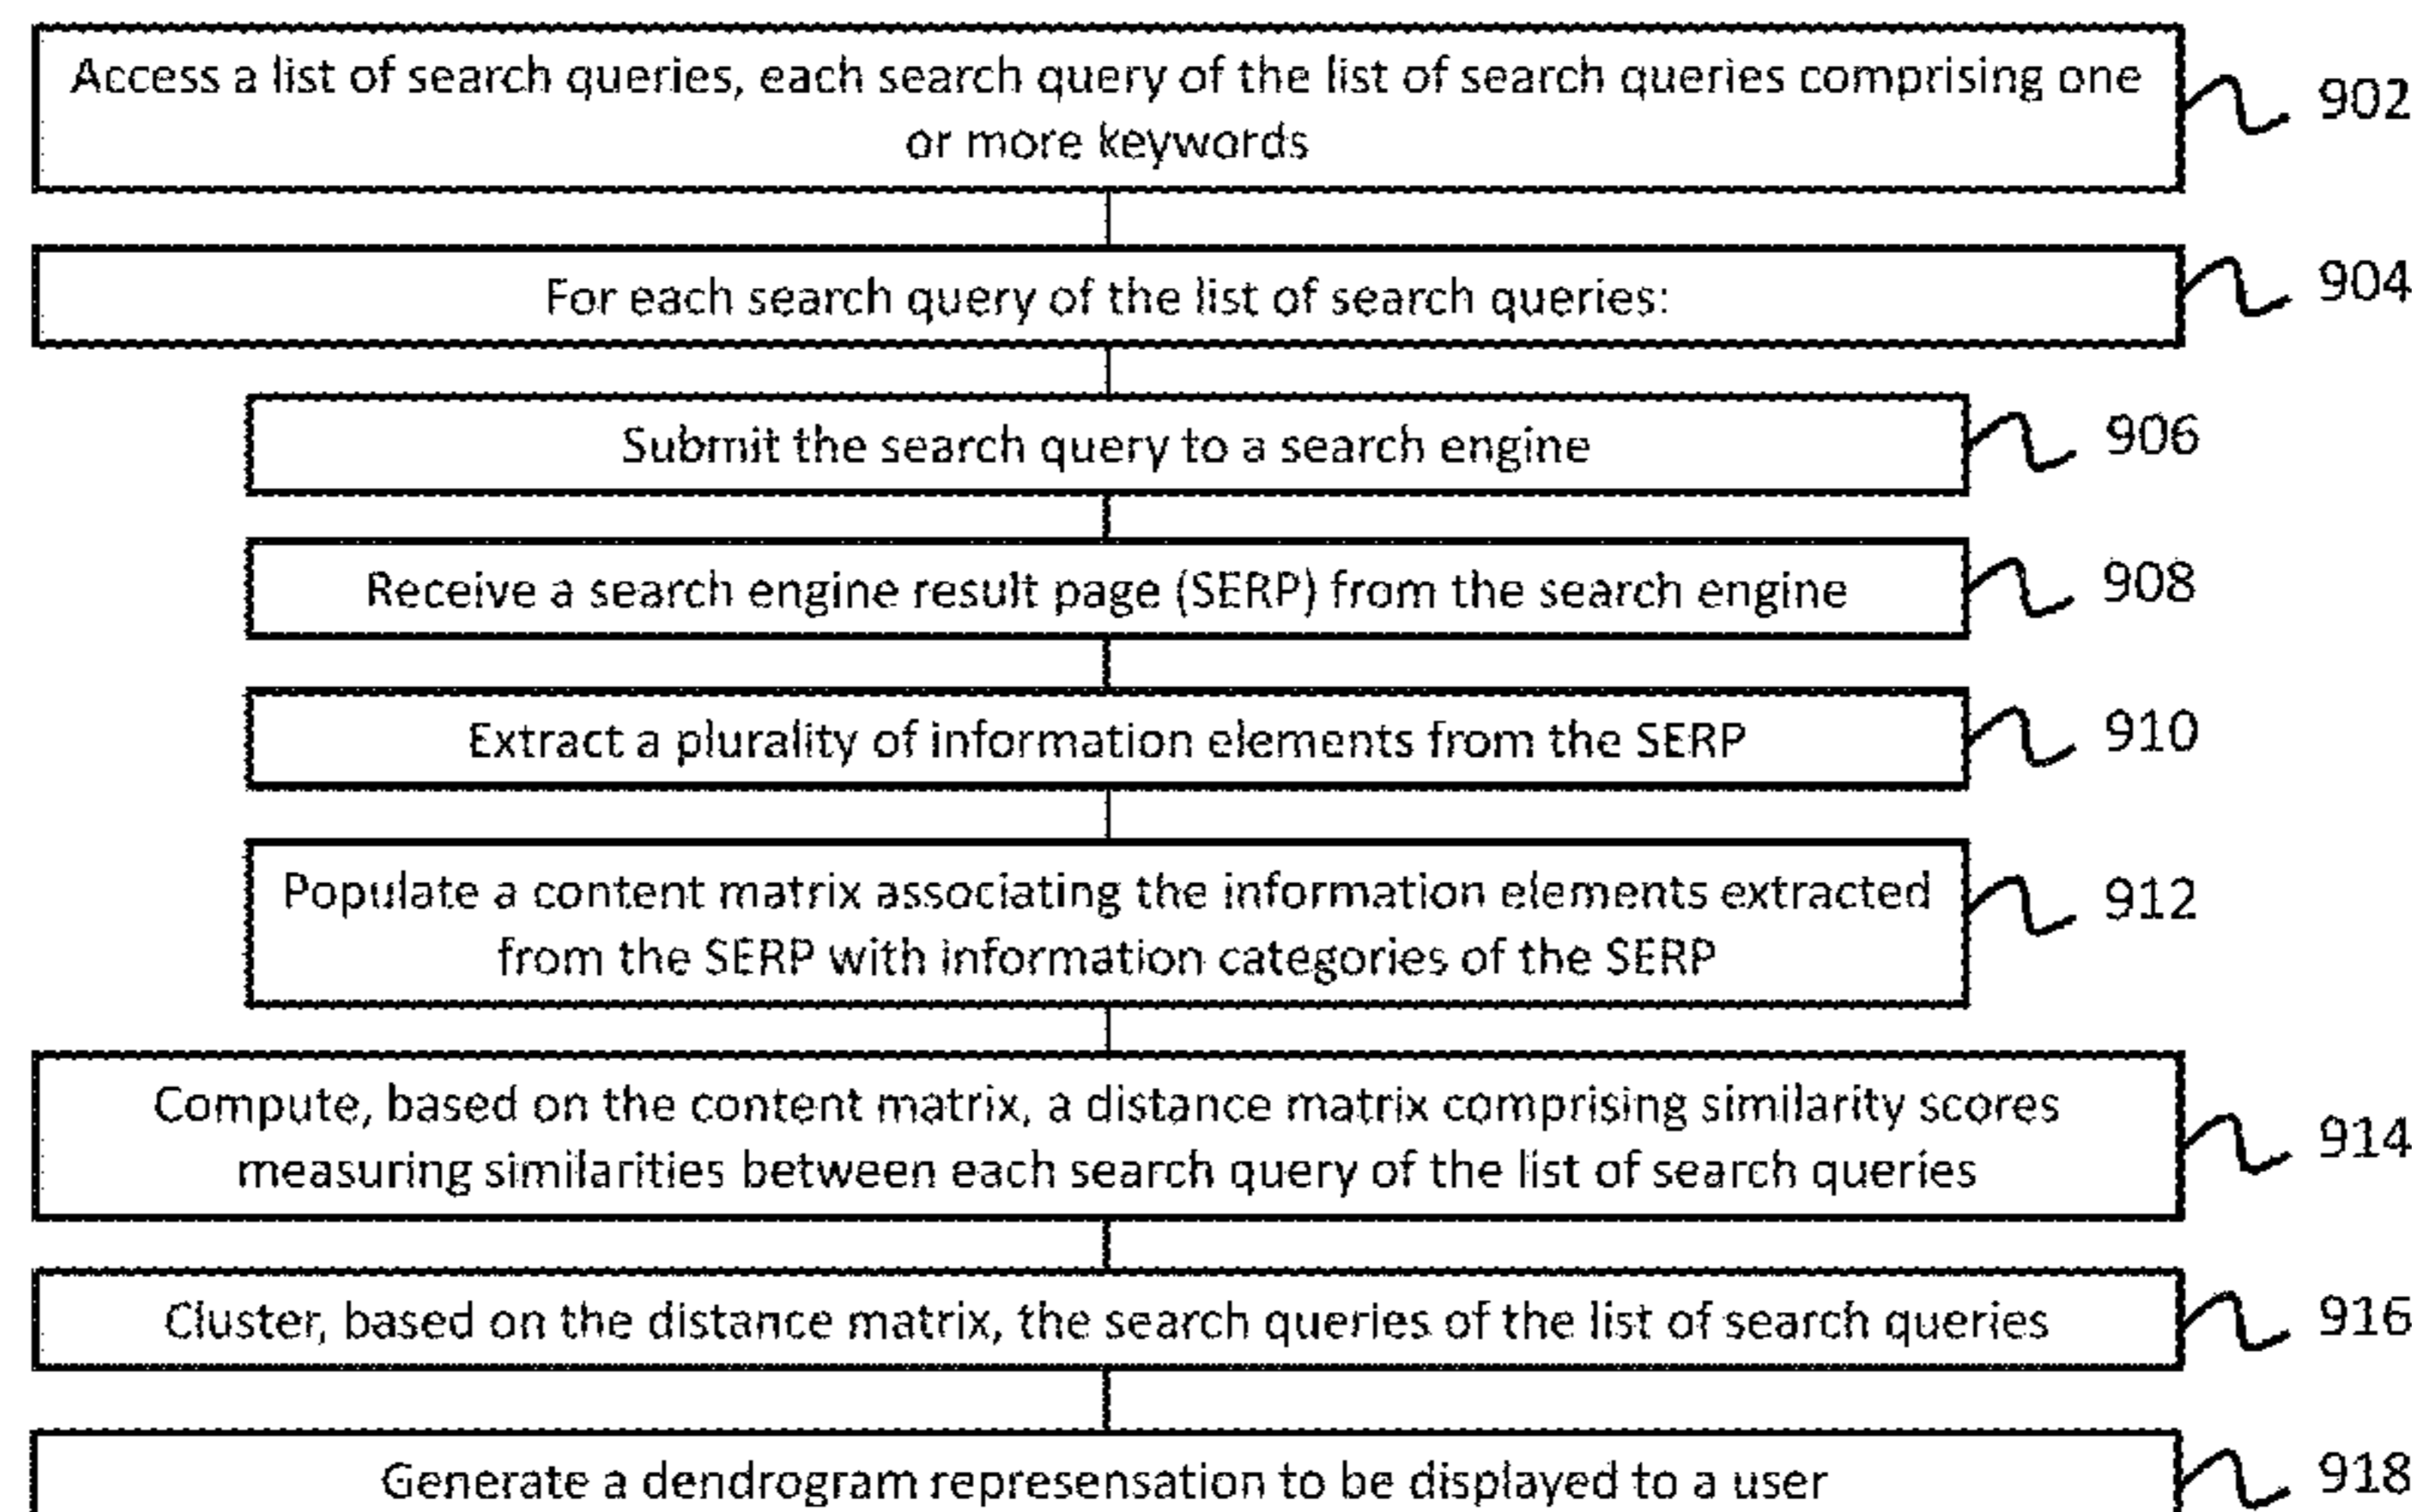 Access a list of search queries, each search query of the list of search queries comprising one
or more keywords
902
For each search query of the list of search queries:
904
Submit the search query to a search engine
906
Receive a search engine result page (SERP) from the search engine
908
Extract a plurality of information elements from the SERP
910
Populate a content matrix associating the information elements extracted
from the SERP with information categories of the SERP
912
Compute, based on the content matrix, a distance matrix comprising similarity scores
measuring similarities between each search query of the list of search queries
914
Cluster, based on the distance matrix, the search queries of the list of search queries
916
Generate a dendrogram represensation to be displayed to a user
918